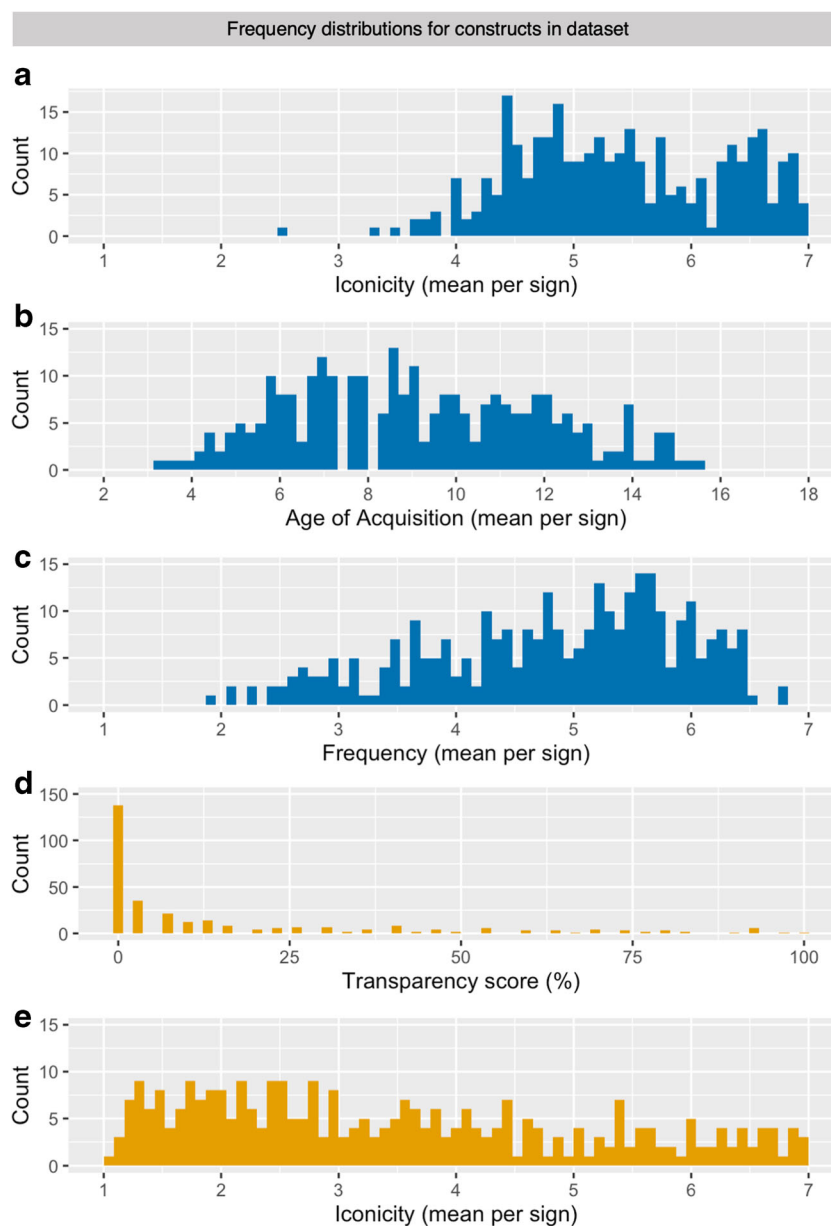 Frequency distributions for constructs in dataset
a
15
10
5
0
Count
1 2 3 4 5 6 7
Iconicity (mean per sign)
b
15
10
5
0
Count
2 4 6 8 10 12 14 16 18
Age of Acquisition (mean per sign)
c
15
10
5
0
Count
1 2 3 4 5 6 7
Frequency (mean per sign)
d
150
100
50
0
Count
0 25 50 75 100
Transparency score (%)
e
15
10
5
0
Count
1 2 3 4 5 6 7
Iconicity (mean per sign)